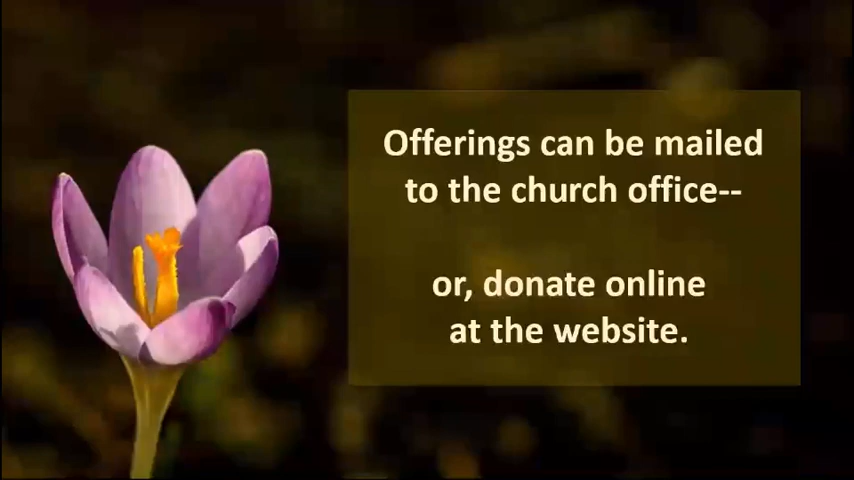 Offerings can be mailed
to the church office--
or, donate online
at the website.